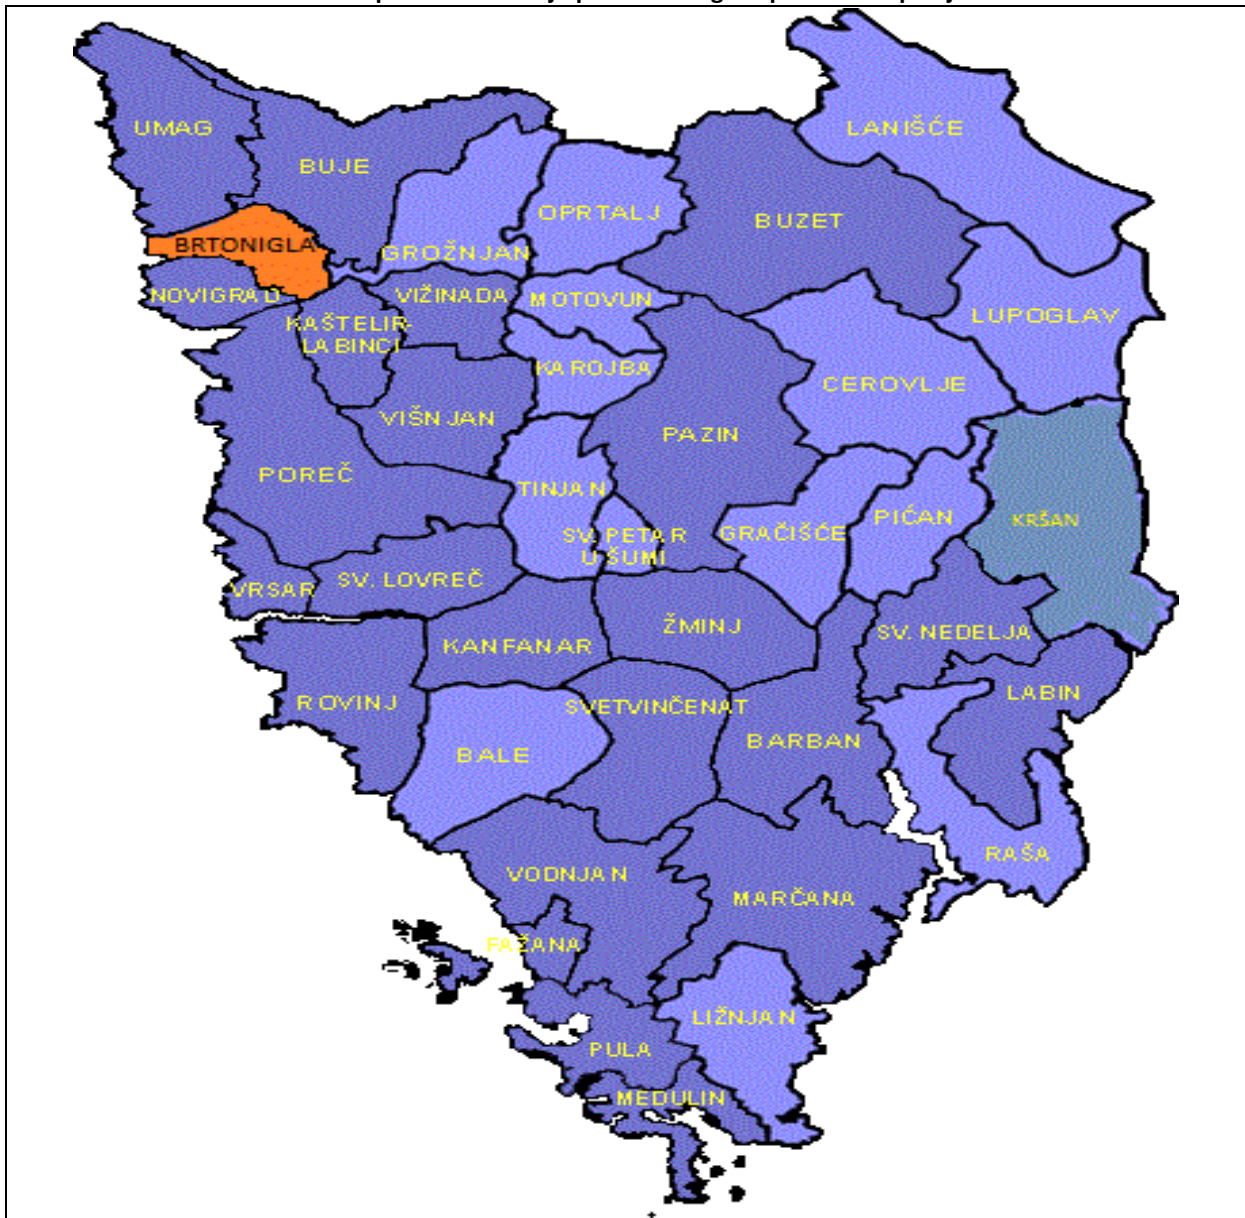 UMAG
LANIŠĆE
BUJE
OPRTALJ
BUZET
BRTONIGLA
GROŽNJAN
NOVIGRAD
VIŽINADA
MOTOVUN
LUPOGLAV
KAŠTELIR-
LABINCI
KAROJBA
CEROVLJE
VIŠNJAN
PAZIN
POREČ
TINJAN
PIĆAN
KRŠAN
SV. PETAR
U ŠUMI
GRAČIŠĆE
VRSAR
SV. LOVREČ
KANFANAR
ŽMINJ
SV. NEDELJA
ROVINJ
SVETVINČENAT
LABIN
BALE
BARBAN
RAŠA
VODNJAN
MARČANA
FAŽANA
LIŽNJAN
PULA
MEDULIN